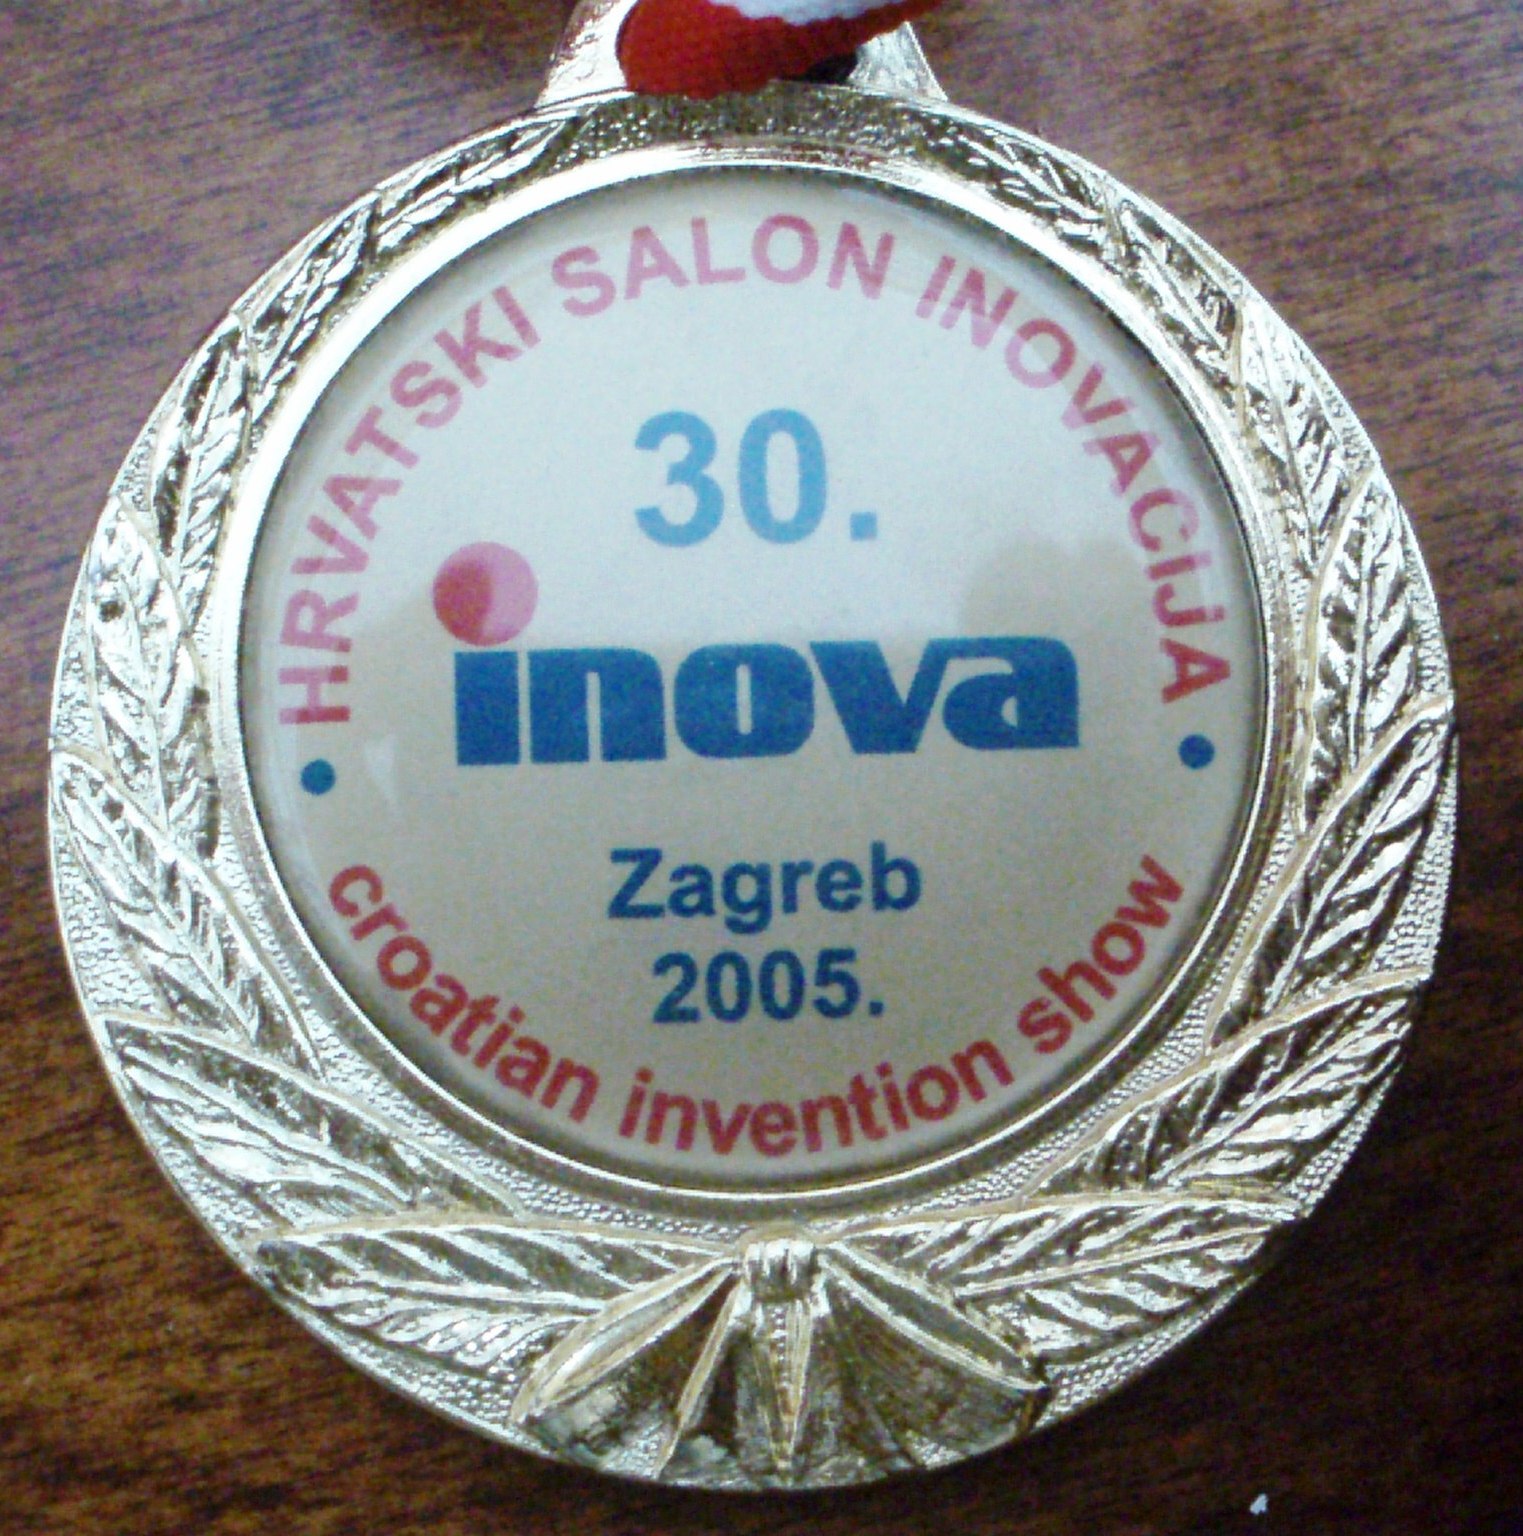 HRVATSKI SALON INOVACIJA
30.
inova
Zagreb
2005.
croatian invention show